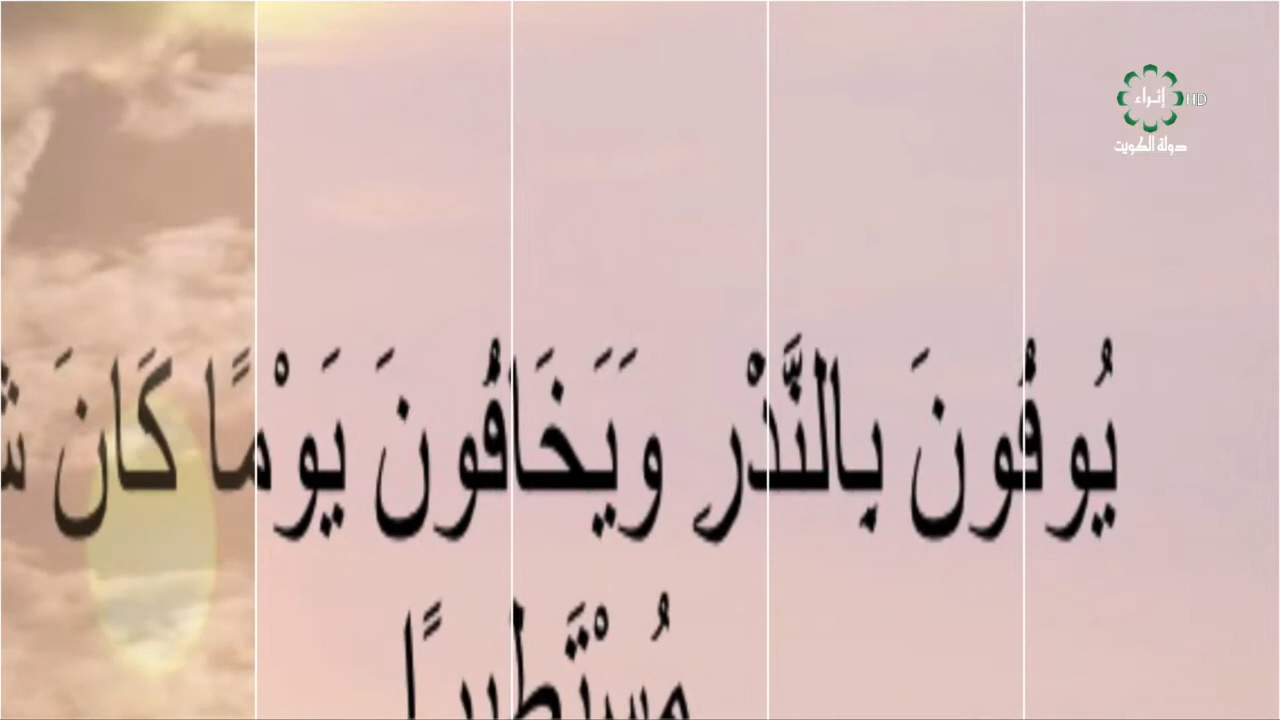 إثراء HD
دولة الكويت
يُوفُونَ بِالنَّذْرِ وَيَخَافُونَ يَوْمًا كَانَ
مُسْتَطِيرًا